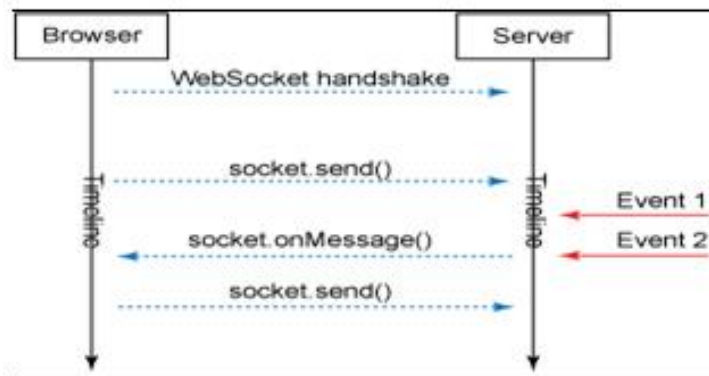 Browser
Server
WebSocket handshake
socket.send()
Timeline
Timeline
Event 1
socket.onMessage()
Event 2
socket.send()